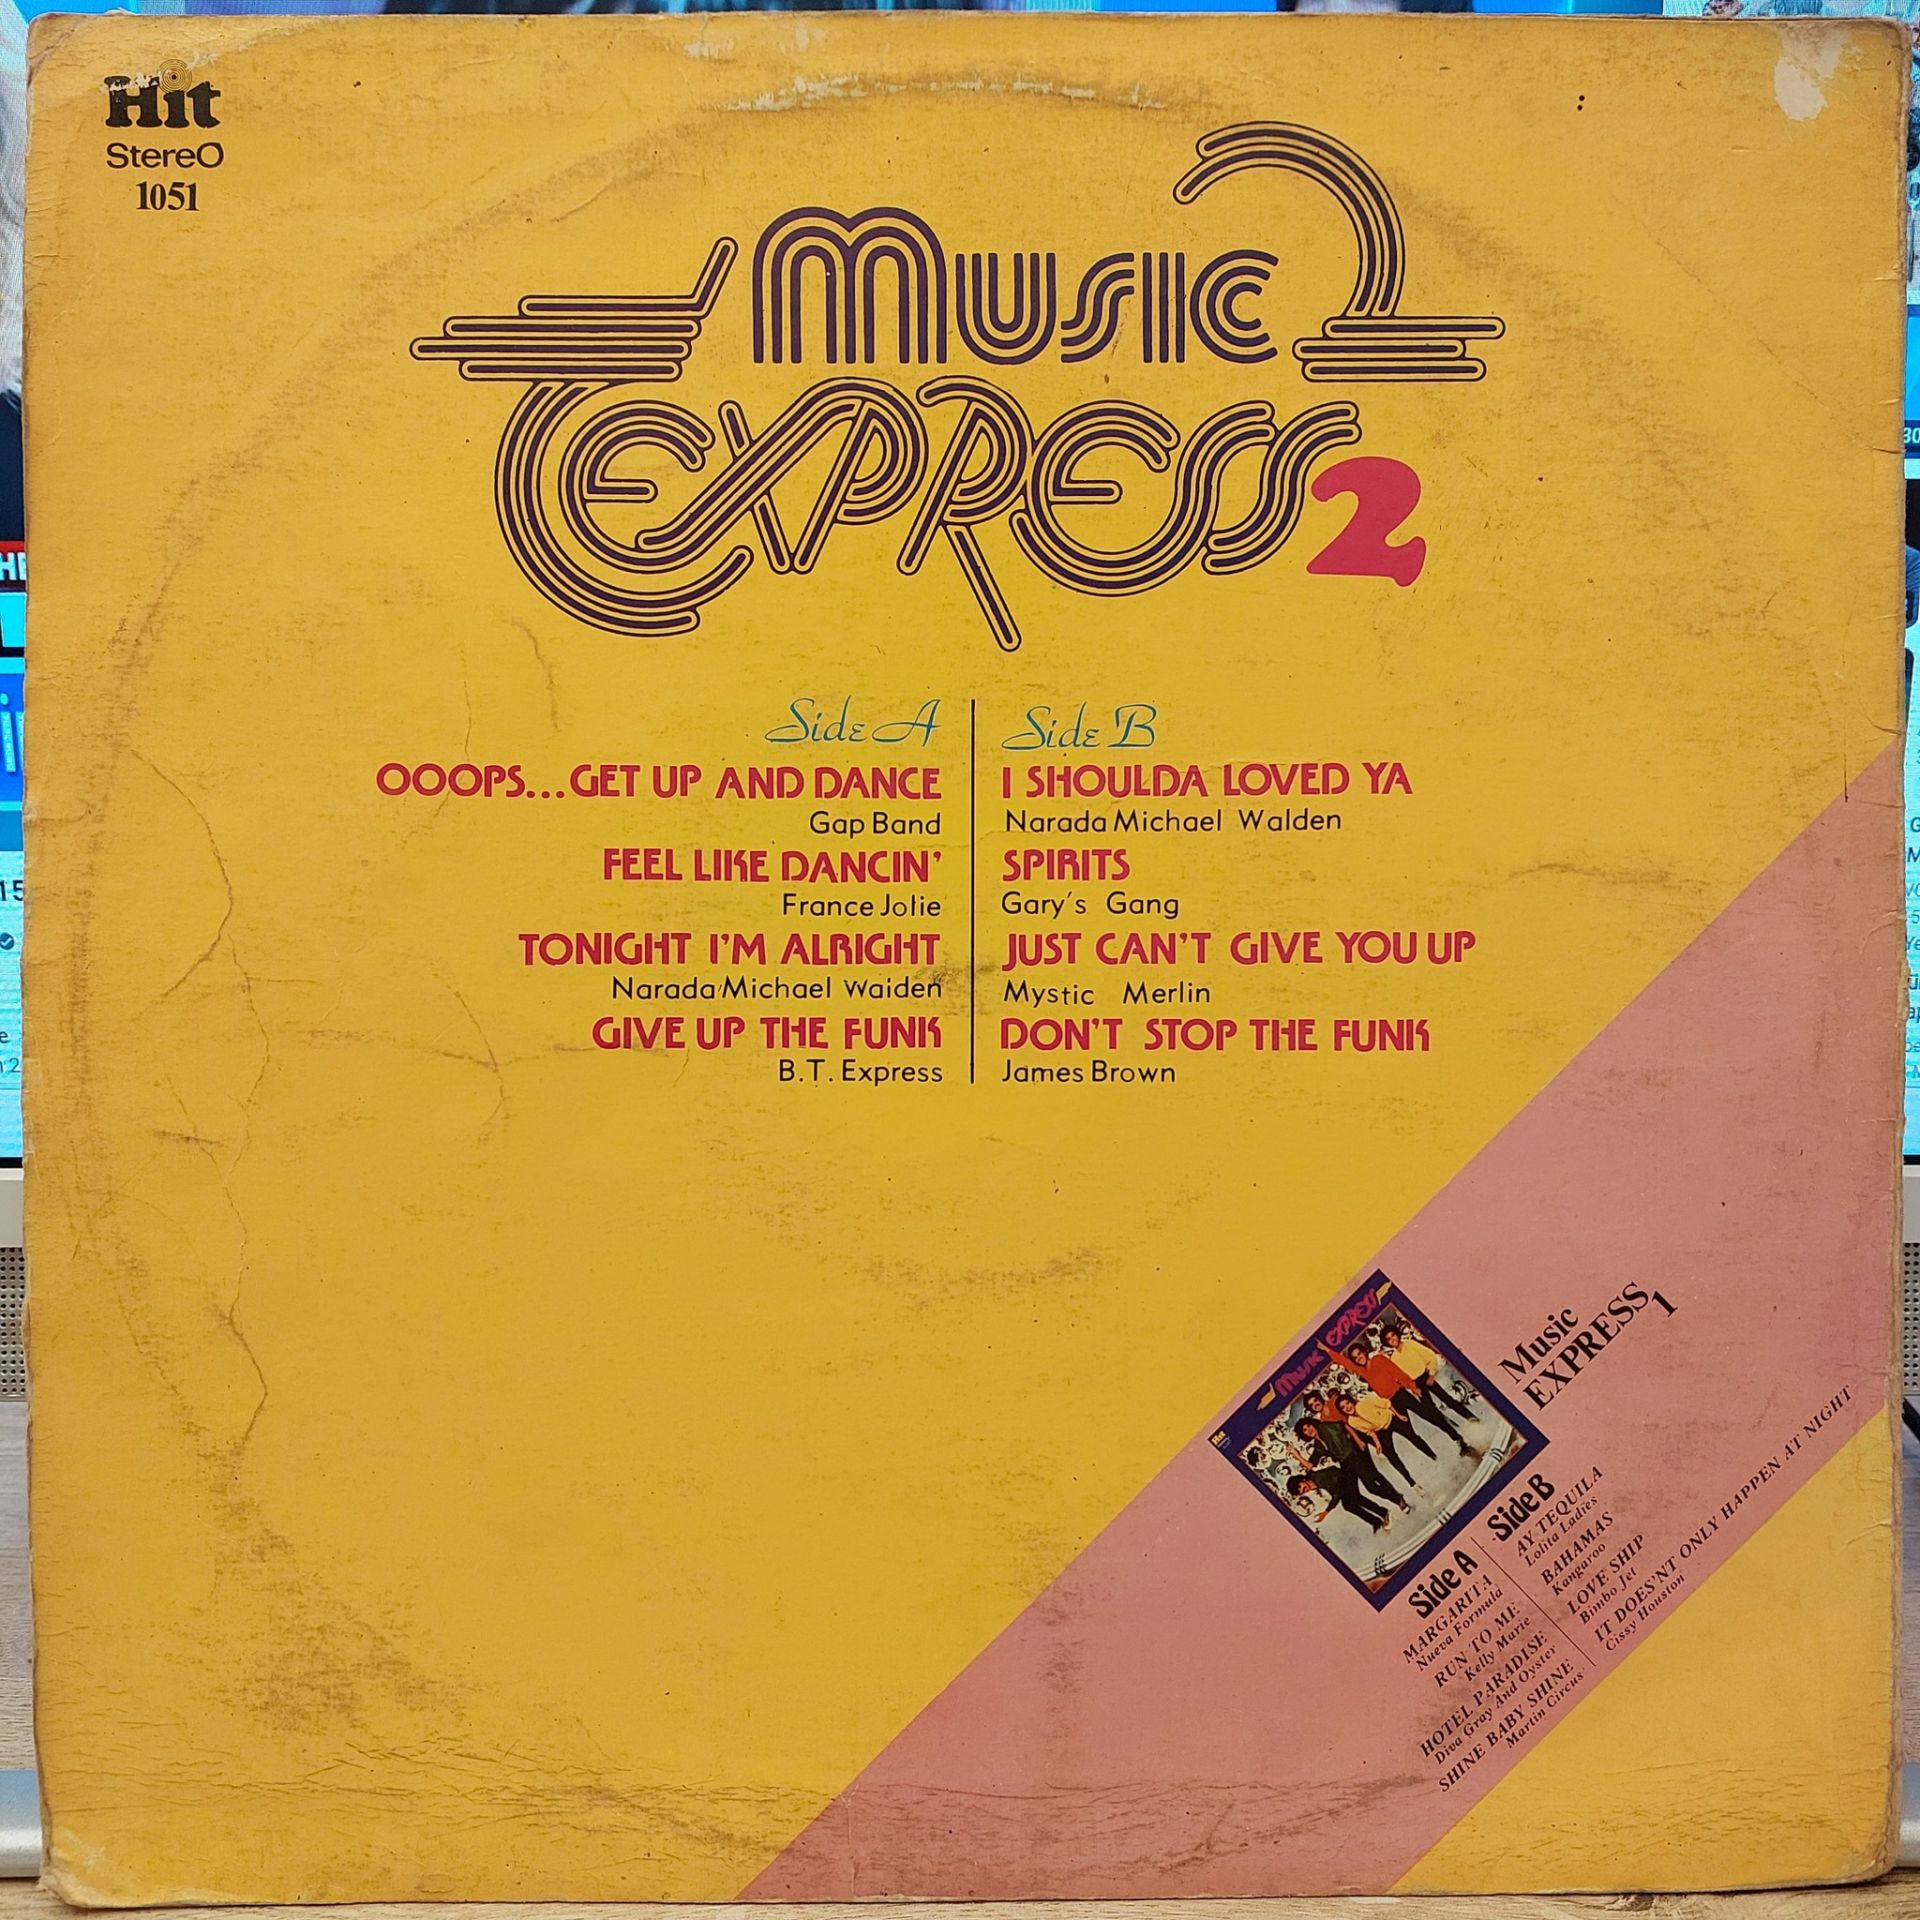 Hit
Stereo
1051
Music
Express 2
Side A
OOOPS...GET UP AND DANCE
Gap Band
FEEL LIKE DANCIN'
France Jolie
TONIGHT I'M ALRIGHT
Narada Michael Waiden
GIVE UP THE FUNK
B.T. Express
Side B
I SHOULDA LOVED YA
Narada Michael Walden
SPIRITS
Gary's Gang
JUST CAN'T GIVE YOU UP
Mystic Merlin
DON'T STOP THE FUNK
James Brown
Music Express
Hit
Music
EXPRESS 1
Side A
MARGARITA
Nueva Formula
RUN TO ME
Kelly Marie
HOTEL PARADISE
Diva Gray And Oyster
SHINE BABY SHINE
Martin Circus
Side B
AY TEQUILA
Lolita Ladies
BAHAMAS
Kangaroo
LOVE SHIP
Bimbo Jet
IT DOES'NT ONLY HAPPEN AT NIGHT
Cissy Houston